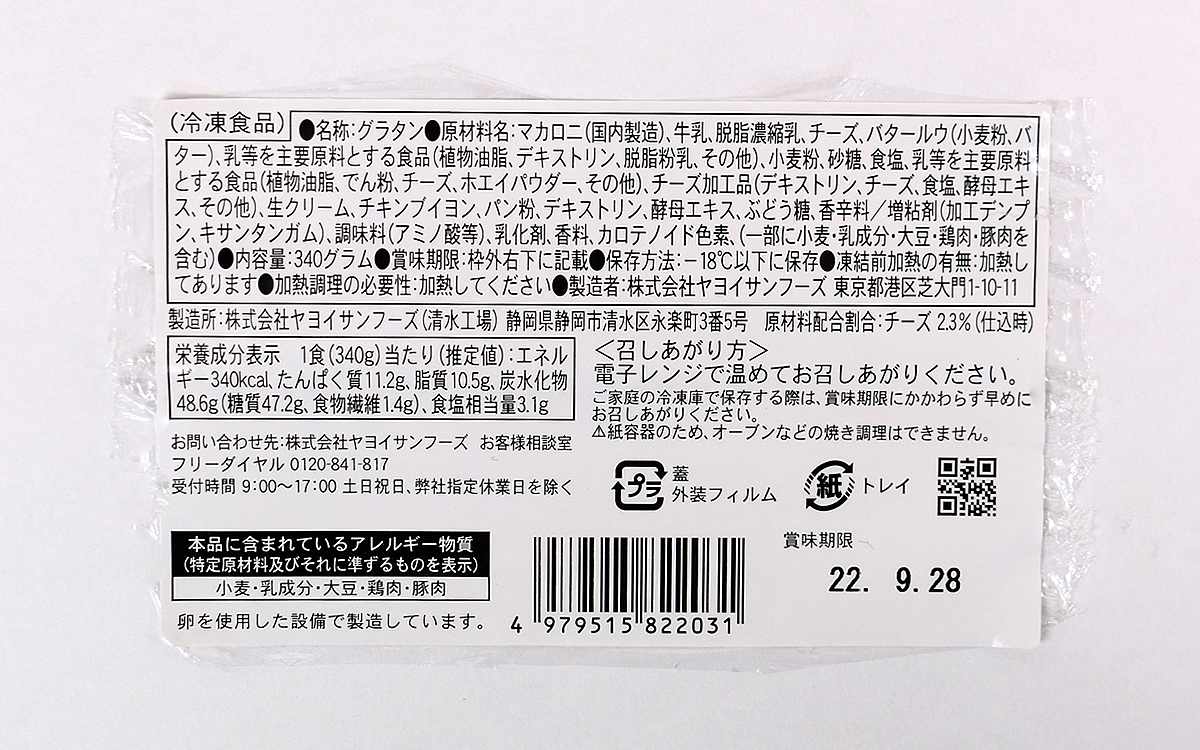 (冷凍食品) ●名称:グラタン●原材料名:マカロニ(国内製造)、牛乳、脱脂濃縮乳、チーズ、バタールウ(小麦粉、バ
ター)、乳等を主要原料とする食品(植物油脂、デキストリン、脱脂粉乳、その他)、小麦粉、砂糖、食塩、乳等を主要原料
とする食品(植物油脂、でん粉、チーズ、ホエイパウダー、その他)、チーズ加工品(デキストリン、チーズ、食塩、酵母エキ
ス、その他)、生クリーム、チキンブイヨン、パン粉、デキストリン、酵母エキス、ぶどう糖、香辛料/増粘剤(加工デンプ
ン、キサンタンガム)、調味料(アミノ酸等)、乳化剤、香料、カロテノイド色素、(一部に小麦・乳成分・大豆・鶏肉・豚肉を
含む)●内容量:340グラム●賞味期限:枠外右下に記載●保存方法:-18℃以下に保存●凍結前加熱の有無:加熱し
てあります●加熱調理の必要性:加熱してください●製造者:株式会社ヤヨイサンフーズ 東京都港区芝大門1-10-11
製造所:株式会社ヤヨイサンフーズ(清水工場) 静岡県静岡市清水区永楽町3番5号 原材料配合割合:チーズ 2.3%(仕込時)
栄養成分表示 1食(340g)当たり(推定値):エネル
ギー340kcal、たんぱく質11.2g、脂質10.5g、炭水化物
48.6g(糖質47.2g、食物繊維1.4g)、食塩相当量3.1g
<召しあがり方>
電子レンジで温めてお召しあがりください。
ご家庭の冷凍庫で保存する際は、賞味期限にかかわらず早めに
お召しあがりください。
⚠紙容器のため、オーブンなどの焼き調理はできません。
お問い合わせ先:株式会社ヤヨイサンフーズ お客様相談室
フリーダイヤル 0120-841-817
受付時間 9:00~17:00 土日祝日、弊社指定休業日を除く
プラ 蓋
外装フィルム
紙 トレイ
本品に含まれているアレルギー物質
(特定原材料及びそれに準ずるものを表示)
小麦・乳成分・大豆・鶏肉・豚肉
卵を使用した設備で製造しています。
4 979515 822031
賞味期限
22. 9.28